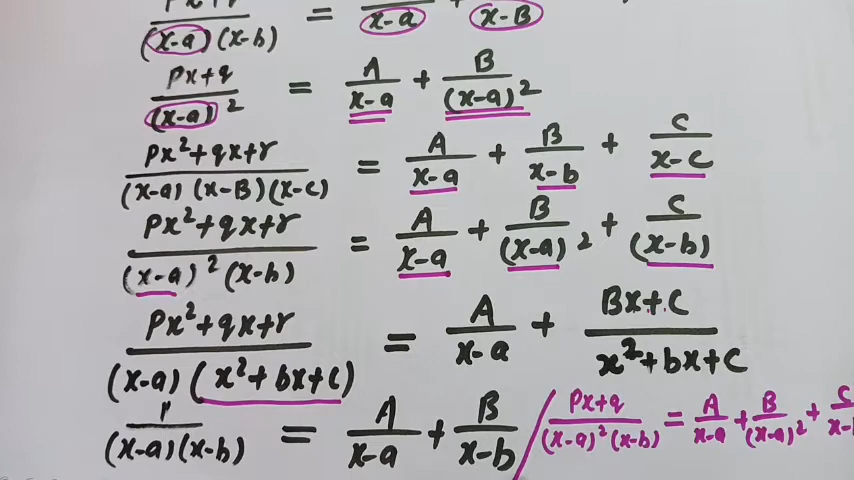 (x-a)(x-b) = x-a x-B
px+q / (x-a)² = A/x-a + B/(x-a)²
px²+qx+r / (x-a)(x-B)(x-c) = A/x-a + B/x-b + C/x-c
px²+qx+r / (x-a)²(x-b) = A/x-a + B/(x-a)² + C/(x-b)
px²+qx+r / (x-a)(x²+bx+c) = A/x-a + Bx+C / x²+bx+c
(x-a)(x-b) = A/x-a + B/x-b / px+q / (x-a)²(x-b) = A/x-a + B/(x-a)² + C